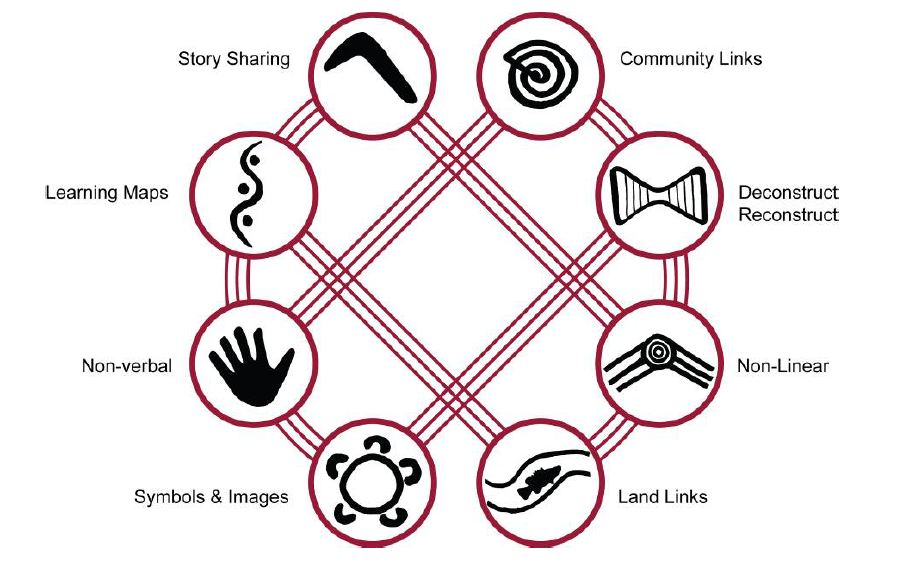 Story Sharing
Community Links
Learning Maps
Deconstruct
Reconstruct
Non-verbal
Non-Linear
Symbols & Images
Land Links